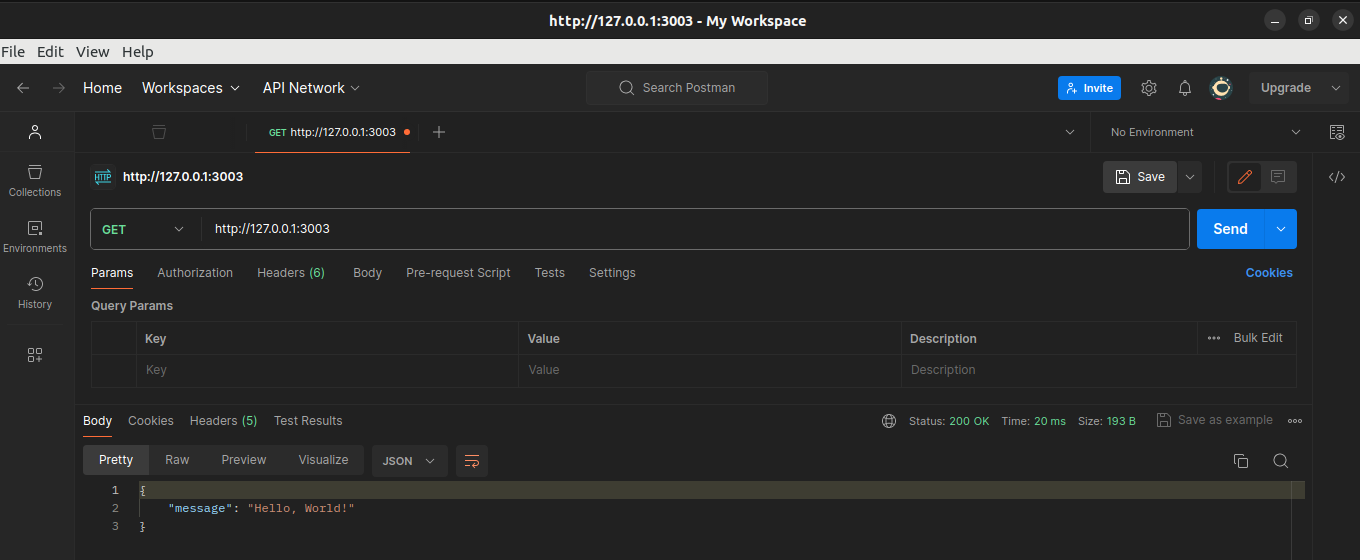 http://127.0.0.1:3003 - My Workspace
File Edit View Help
Home Workspaces API Network Search Postman Invite Upgrade
GET http://127.0.0.1:3003 No Environment
HTTP http://127.0.0.1:3003 Save
GET http://127.0.0.1:3003 Send
Collections
Environments
History
Params Authorization Headers (6) Body Pre-request Script Tests Settings Cookies
Query Params
Key Value Description Bulk Edit
Key Value Description
Body Cookies Headers (5) Test Results Status: 200 OK Time: 20 ms Size: 193 B Save as example
Pretty Raw Preview Visualize JSON
1 {
2 "message": "Hello, World!"
3 }